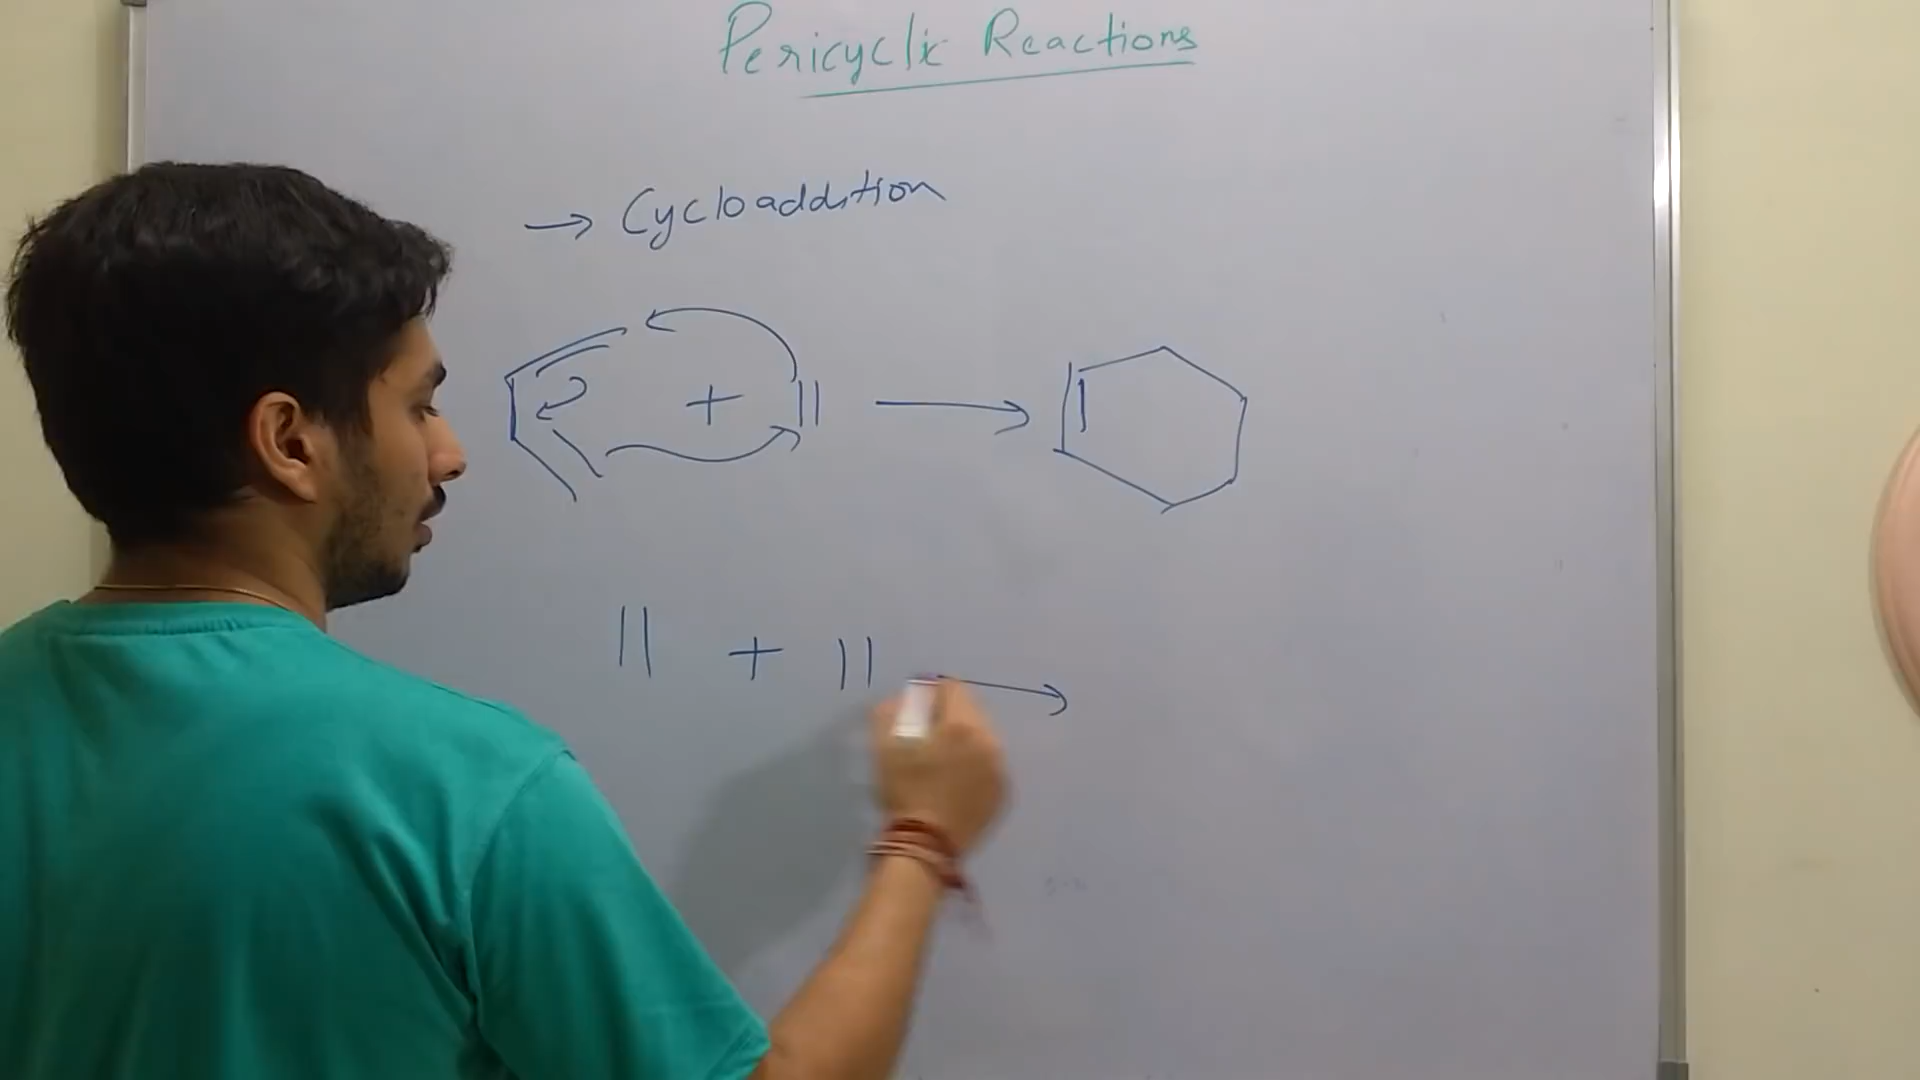 Pericyclic Reactions
→ Cycloaddition
+ →
+ →